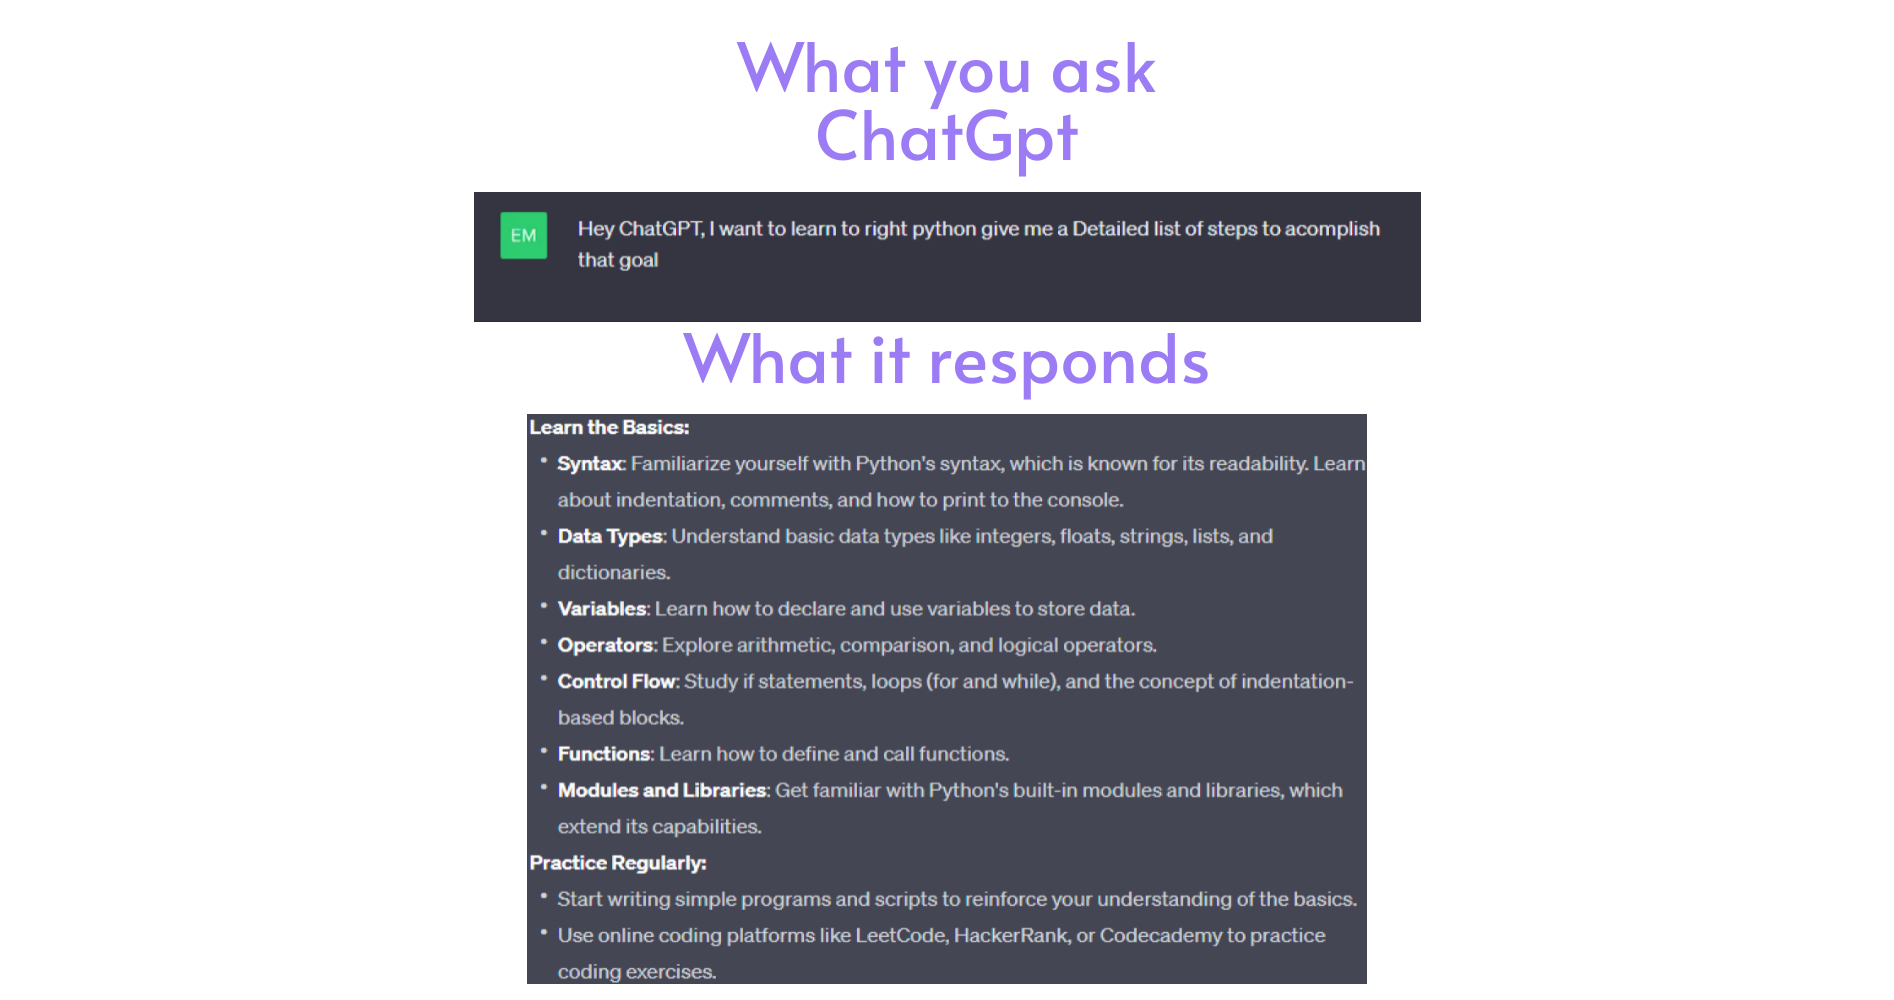 What you ask
ChatGpt
EM
Hey ChatGPT, I want to learn to right python give me a Detailed list of steps to acomplish
that goal
What it responds
Learn the Basics:
• Syntax: Familiarize yourself with Python's syntax, which is known for its readability. Learn
about indentation, comments, and how to print to the console.
• Data Types: Understand basic data types like integers, floats, strings, lists, and
dictionaries.
• Variables: Learn how to declare and use variables to store data.
• Operators: Explore arithmetic, comparison, and logical operators.
• Control Flow: Study if statements, loops (for and while), and the concept of indentation-
based blocks.
• Functions: Learn how to define and call functions.
• Modules and Libraries: Get familiar with Python's built-in modules and libraries, which
extend its capabilities.
Practice Regularly:
• Start writing simple programs and scripts to reinforce your understanding of the basics.
• Use online coding platforms like LeetCode, HackerRank, or Codecademy to practice
coding exercises.